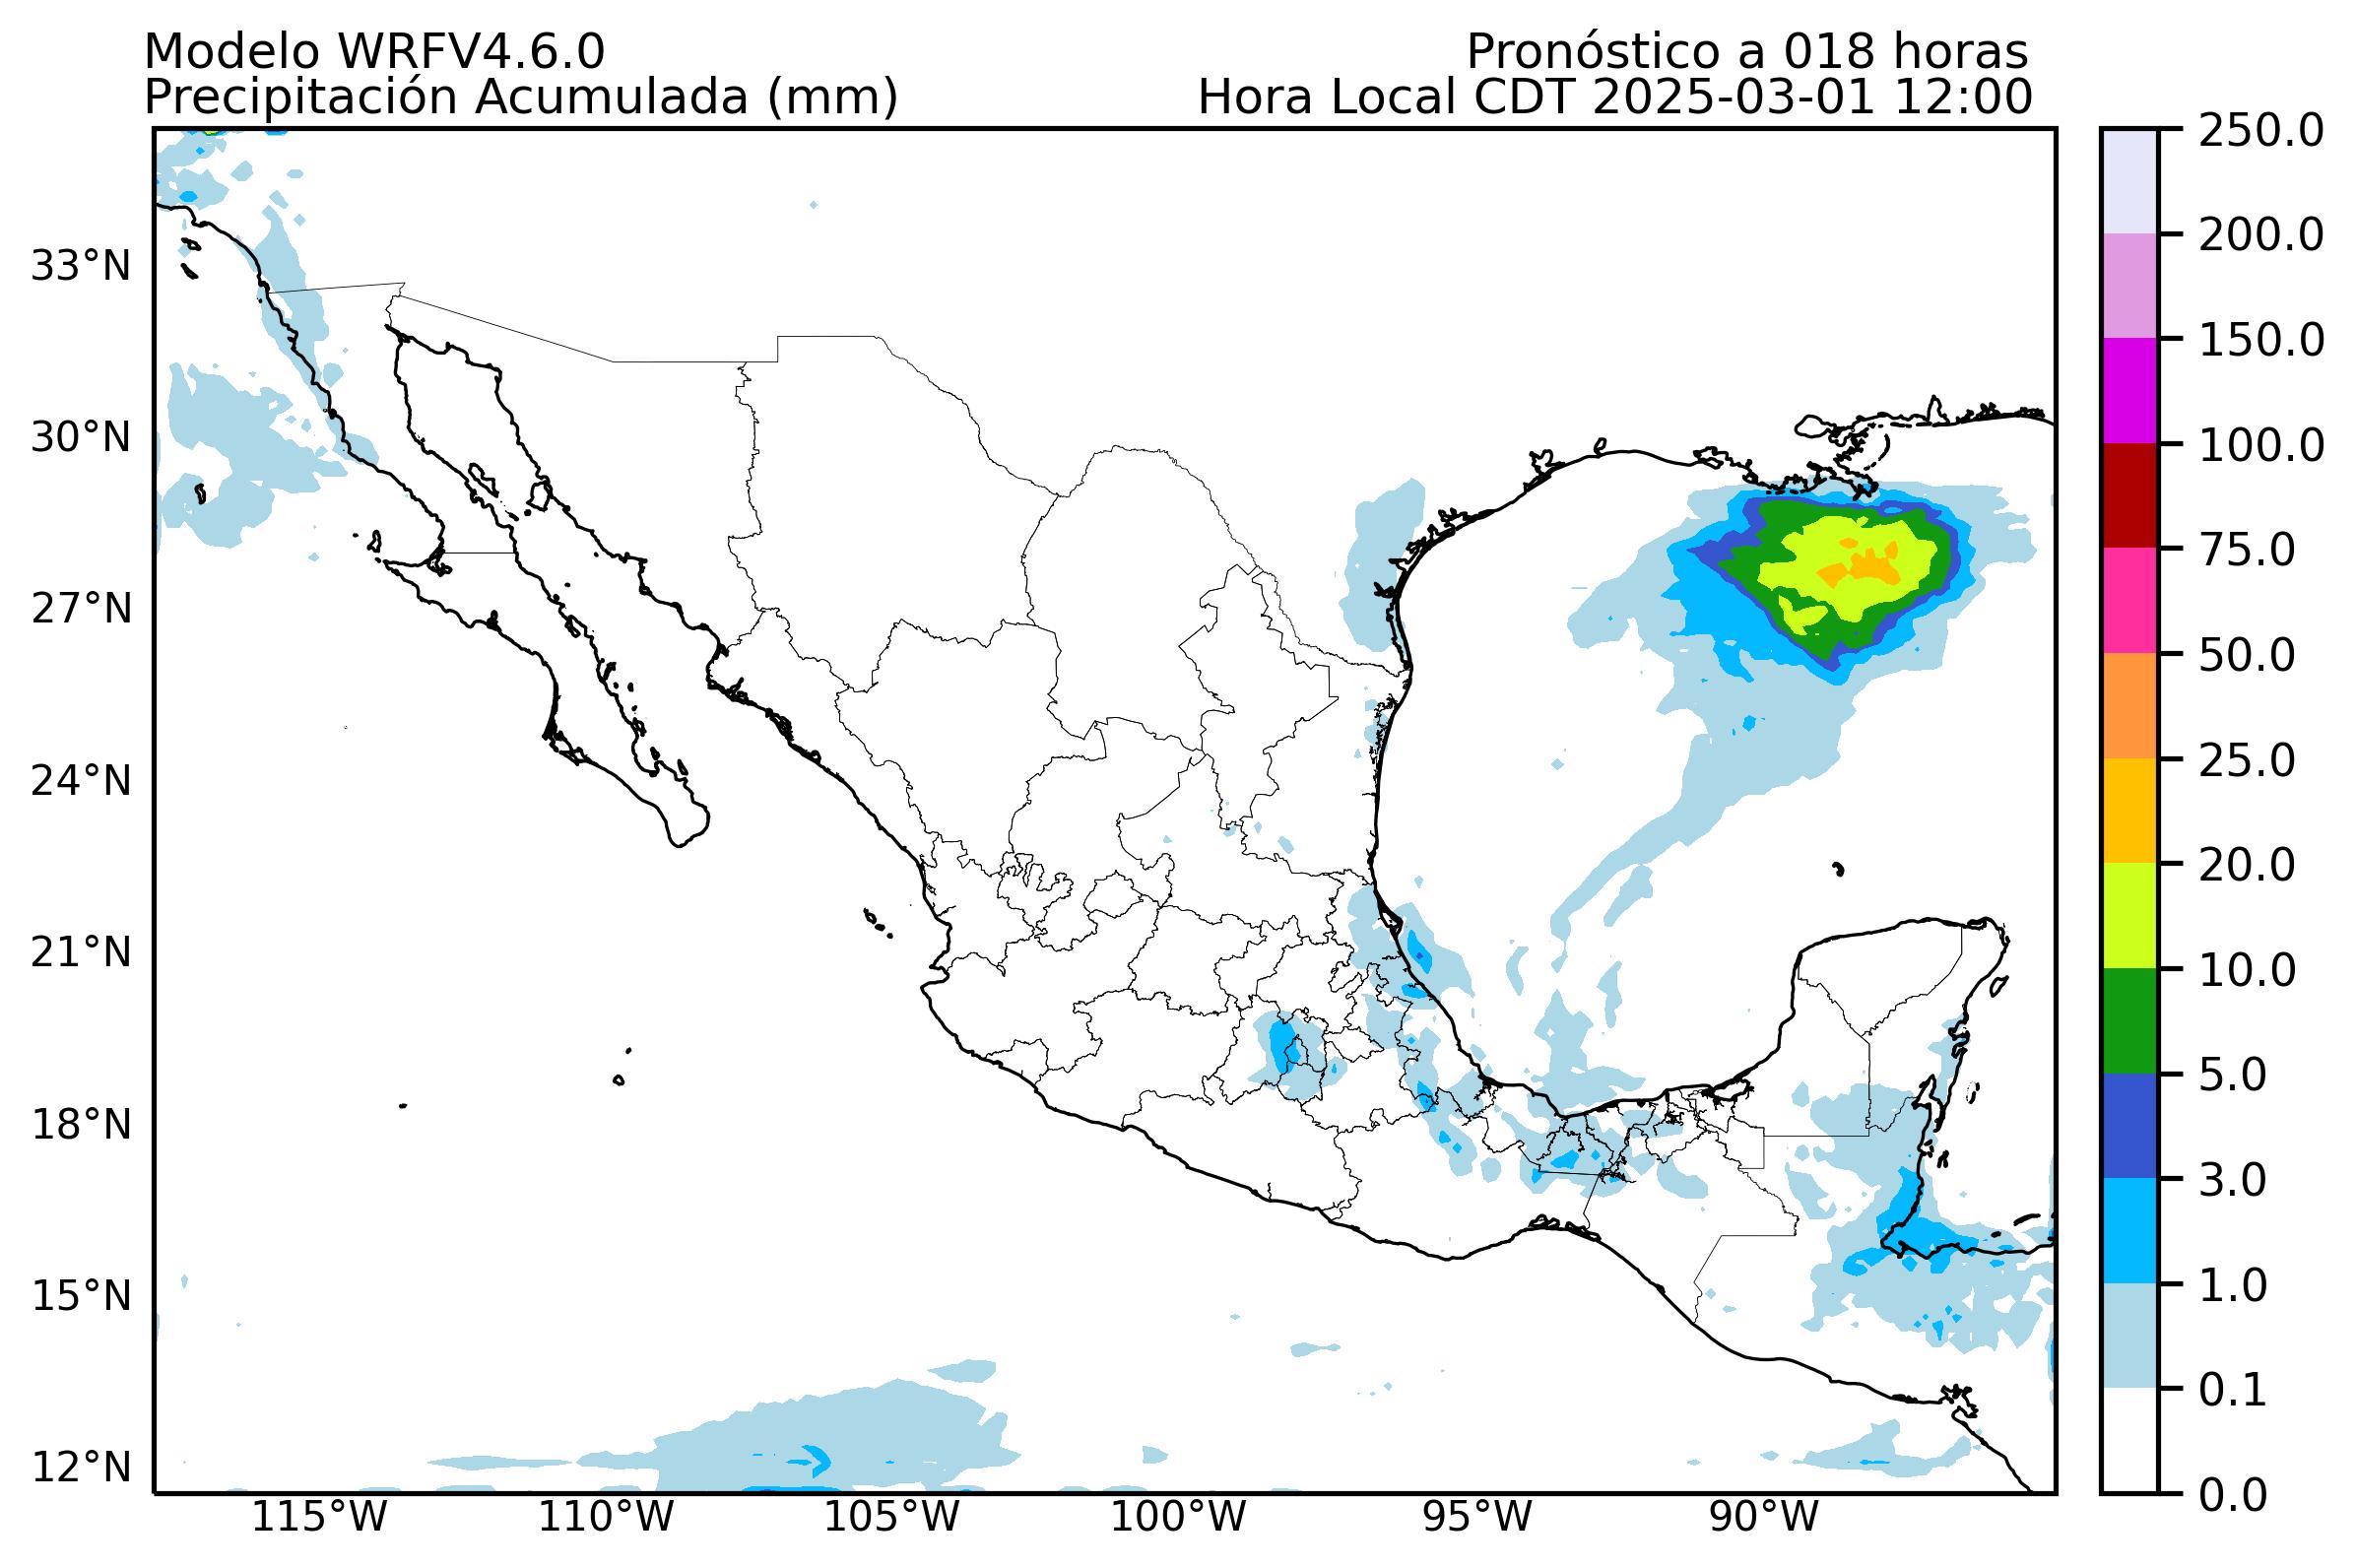 Modelo WRFV4.6.0
Pronóstico a 018 horas
Precipitación Acumulada (mm)
Hora Local CDT 2025-03-01 12:00
33°N
30°N
27°N
24°N
21°N
18°N
15°N
12°N
115°W
110°W
105°W
100°W
95°W
90°W
250.0
200.0
150.0
100.0
75.0
50.0
25.0
20.0
10.0
5.0
3.0
1.0
0.1
0.0